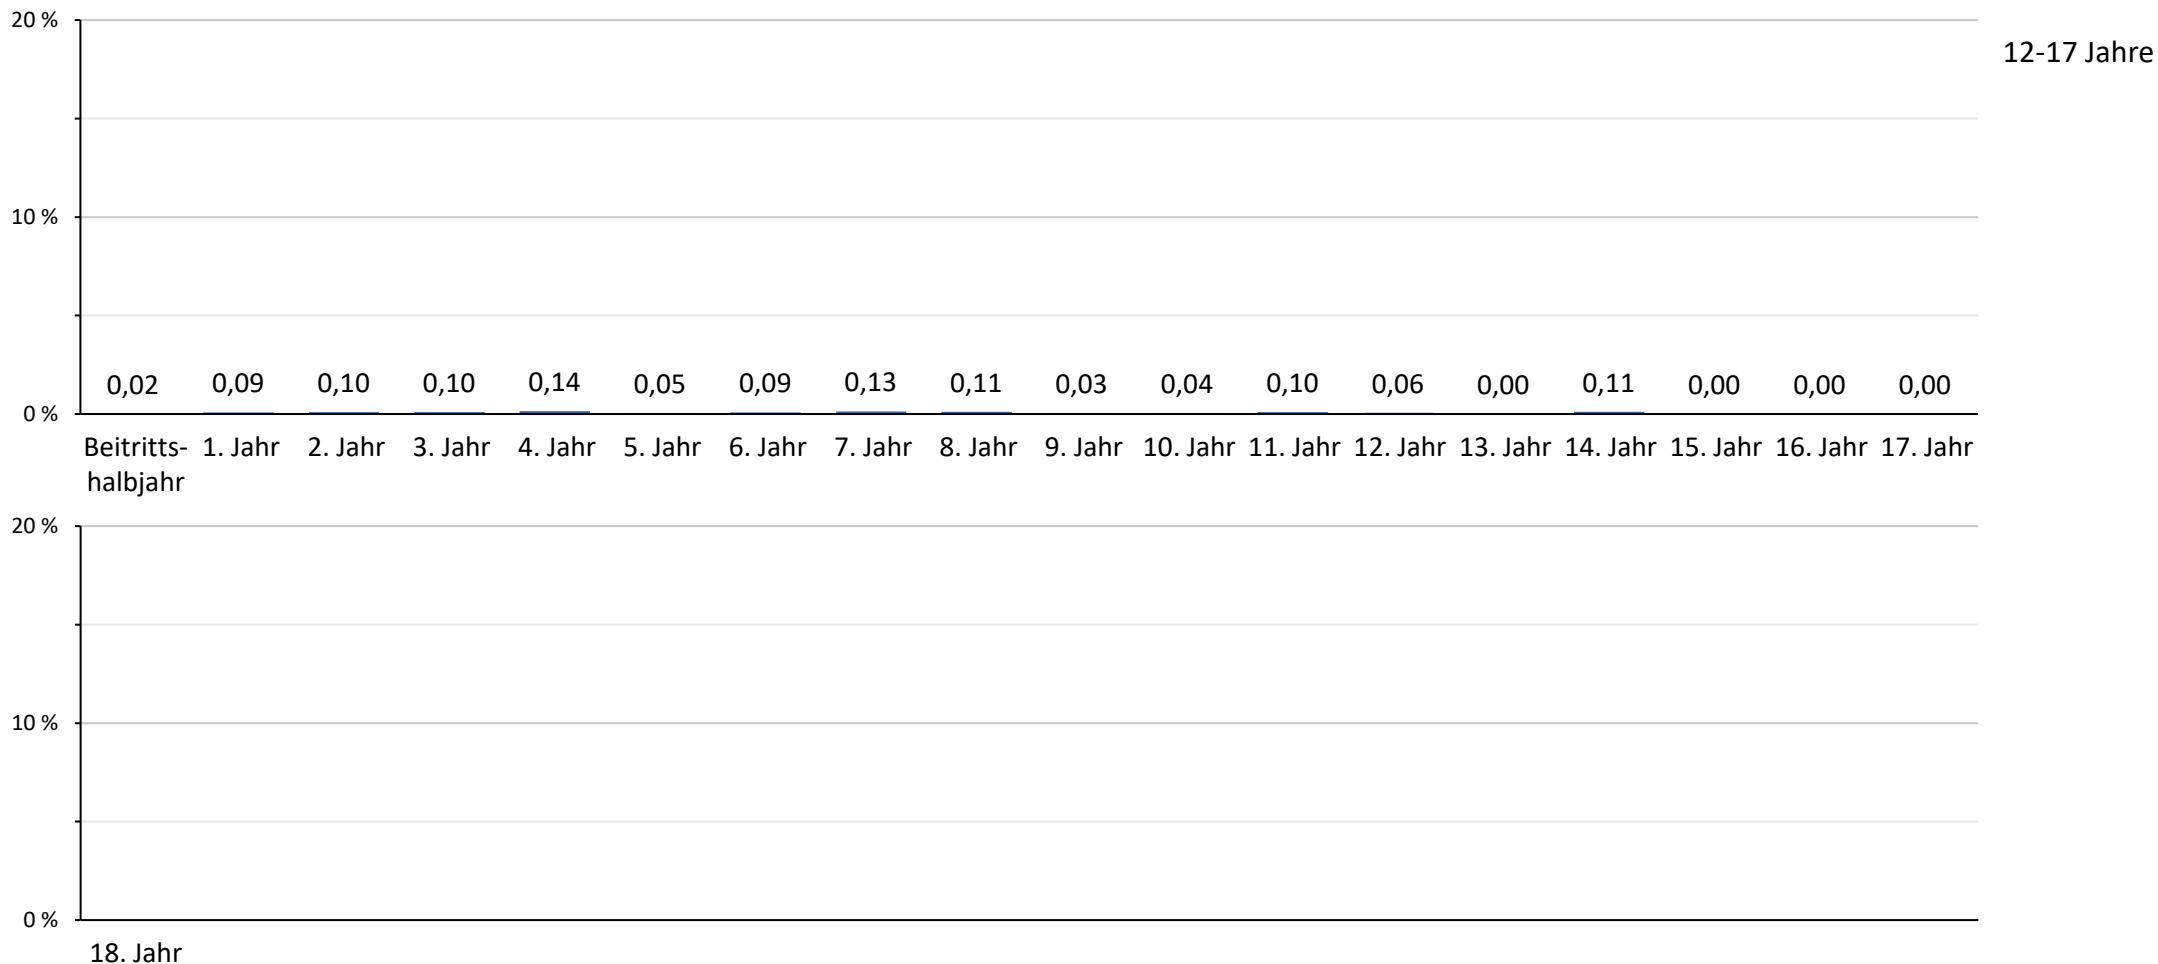 20 %
12-17 Jahre
10 %
0,02 0,09 0,10 0,10 0,14 0,05 0,09 0,13 0,11 0,03 0,04 0,10 0,06 0,00 0,11 0,00 0,00 0,00
0 %
Beitritts- 1. Jahr 2. Jahr 3. Jahr 4. Jahr 5. Jahr 6. Jahr 7. Jahr 8. Jahr 9. Jahr 10. Jahr 11. Jahr 12. Jahr 13. Jahr 14. Jahr 15. Jahr 16. Jahr 17. Jahr
halbjahr
20 %
10 %
0 %
18. Jahr